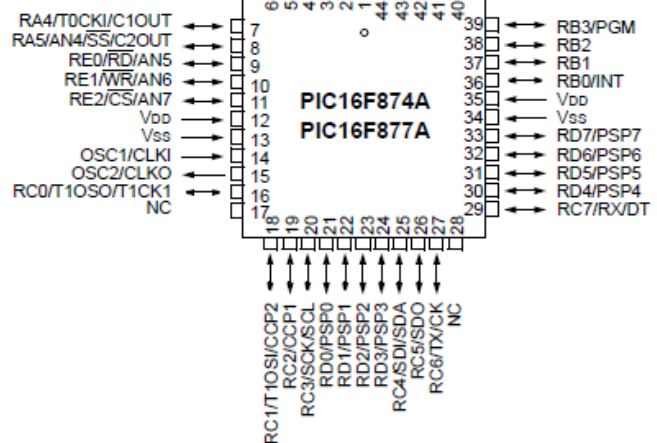 6 5 4 3 2 1 44 43 42 41 40
RA4/T0CKI/C1OUT 7
RA5/AN4/SS/C2OUT 8
RE0/RD/AN5 9
RE1/WR/AN6 10
RE2/CS/AN7 11
VDD 12
VSS 13
OSC1/CLKI 14
OSC2/CLKO 15
RC0/T1OSO/T1CK1 16
NC 17
PIC16F874A
PIC16F877A
39 RB3/PGM
38 RB2
37 RB1
36 RB0/INT
35 VDD
34 VSS
33 RD7/PSP7
32 RD6/PSP6
31 RD5/PSP5
30 RD4/PSP4
29 RC7/RX/DT
18 19 20 21 22 23 24 25 26 27 28
RC1/T1OSI/CCP2
RC2/CCP1
RC3/SCK/SCL
RD0/PSP0
RD1/PSP1
RD2/PSP2
RD3/PSP3
RC4/SDI/SDA
RC5/SDO
RC6/TX/CK
NC